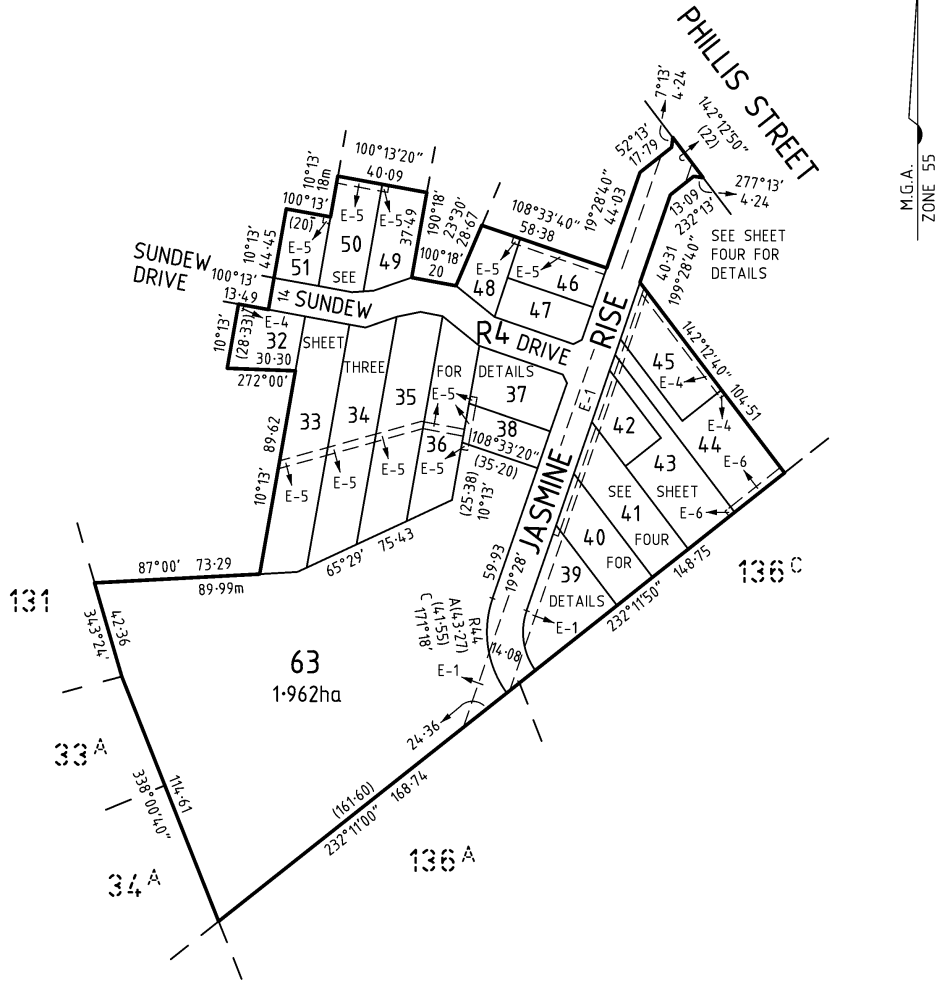 PHILLIS STREET
M.G.A.
ZONE 55
7°13'
4·24
142°12'50"
(22)
52°13'
17·79
277°13'
4·24
13·09
232°13'
SEE SHEET
FOUR FOR
DETAILS
100°13'20"
40·09
10°13'
18m
100°13'
(20)
10°13'
44·45
E-5
E-5
E-5
51
50
49
SEE
37·49
190°18'
23°30'
28·67
100°18'
20
108°33'40"
58·38
19°28'40"
44·03
40·31
199°28'40"
E-5
E-5
48
46
47
SUNDEW
DRIVE
100°13'
13·49
14
SUNDEW
R4 DRIVE
JASMINE RISE
E-4
32
(28·33)
10°13'
30·30
272°00'
SHEET
THREE
FOR
DETAILS
33
34
35
36
37
38
E-5
E-5
E-5
E-5
E-5
108°33'20"
(35·20)
(25·38)
10°13'
89·62
10°13'
65°29'
75·43
87°00'
73·29
89·99m
E-1
45
E-4
142°12'40"
104·51
E-4
44
E-6
42
43
SEE
SHEET
E-6
41
40
FOUR
FOR
39
DETAILS
232°11'50"
148·75
136C
59·93
19°28'
R44
A(43·27)
(41·55)
C 171°18'
14·08
E-1
E-1
24·36
131
343°24'
42·36
63
1·962ha
33A
338°00'40"
114·61
34A
(161·60)
232°11'00"
168·74
136A